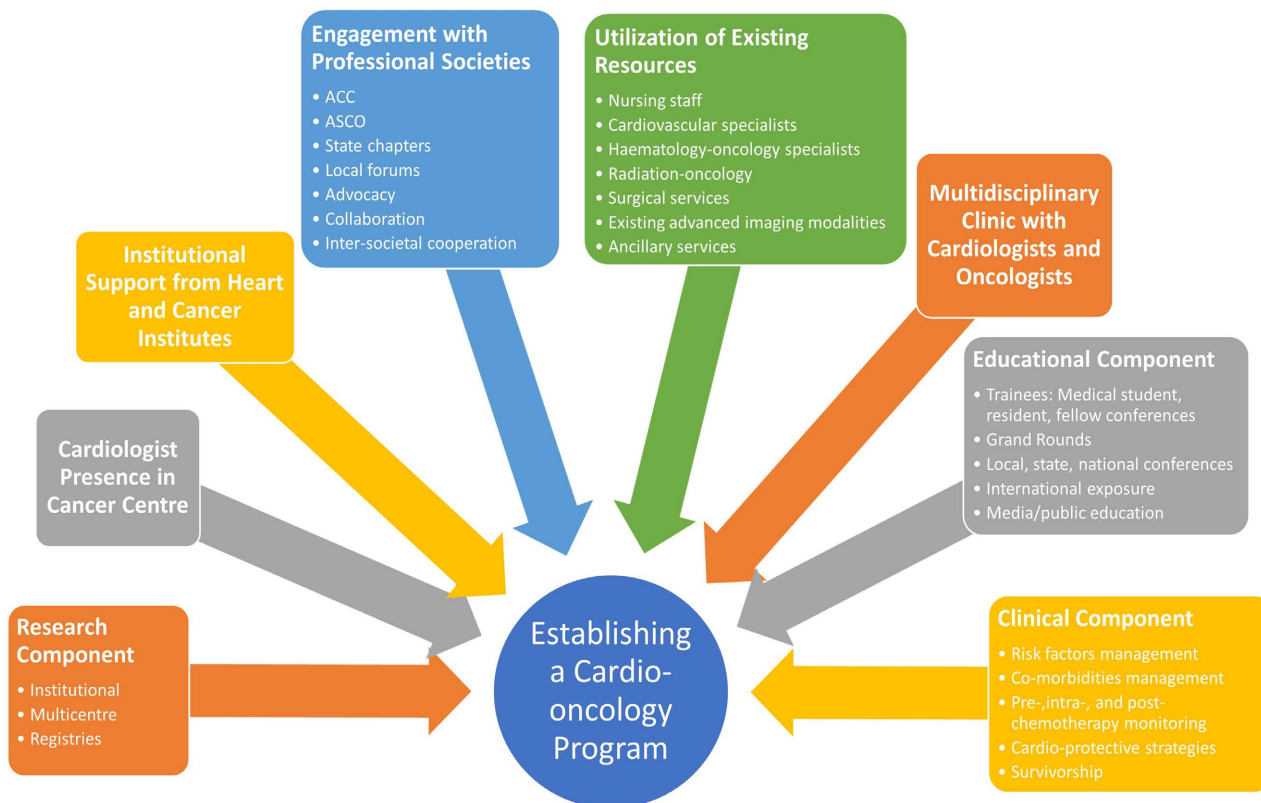 Engagement with
Professional Societies
• ACC
• ASCO
• State chapters
• Local forums
• Advocacy
• Collaboration
• Inter-societal cooperation
Utilization of Existing
Resources
• Nursing staff
• Cardiovascular specialists
• Haematology-oncology specialists
• Radiation-oncology
• Surgical services
• Existing advanced imaging modalities
• Ancillary services
Multidisciplinary
Clinic with
Cardiologists and
Oncologists
Institutional
Support from Heart
and Cancer
Institutes
Educational Component
• Trainees: Medical student,
resident, fellow conferences
• Grand Rounds
• Local, state, national conferences
• International exposure
• Media/public education
Cardiologist
Presence in
Cancer Centre
Research
Component
• Institutional
• Multicentre
• Registries
Establishing
a Cardio-
oncology
Program
Clinical Component
• Risk factors management
• Co-morbidities management
• Pre-,intra-, and post-
chemotherapy monitoring
• Cardio-protective strategies
• Survivorship